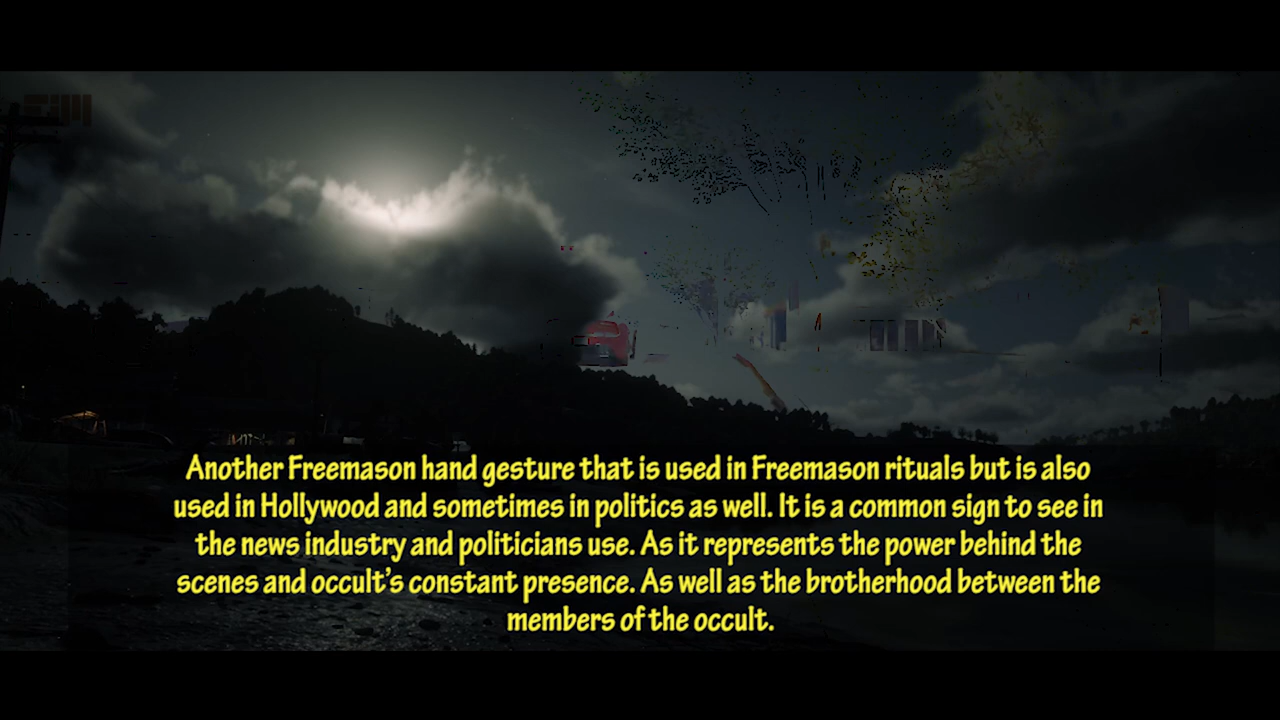 Another Freemason hand gesture that is used in Freemason rituals but is also
used in Hollywood and sometimes in politics as well. It is a common sign to see in
the news industry and politicians use. As it represents the power behind the
scenes and occult's constant presence. As well as the brotherhood between the
members of the occult.